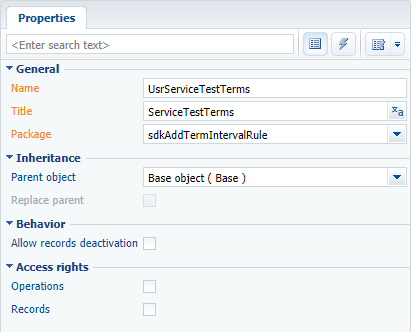 Properties
<Enter search text>
General
Name UsrServiceTestTerms
Title ServiceTestTerms
Package sdkAddTermIntervalRule
Inheritance
Parent object Base object ( Base )
Replace parent
Behavior
Allow records deactivation
Access rights
Operations
Records